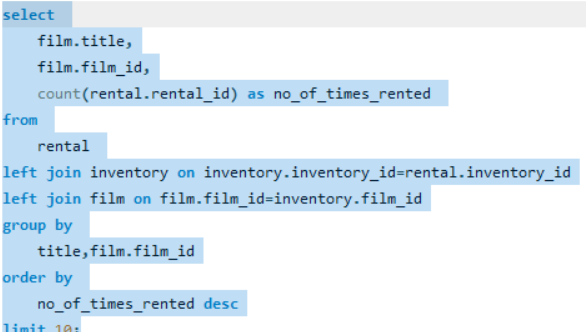 select
film.title,
film.film_id,
count(rental.rental_id) as no_of_times_rented
from
rental
left join inventory on inventory.inventory_id=rental.inventory_id
left join film on film.film_id=inventory.film_id
group by
title,film.film_id
order by
no_of_times_rented desc
limit 10;